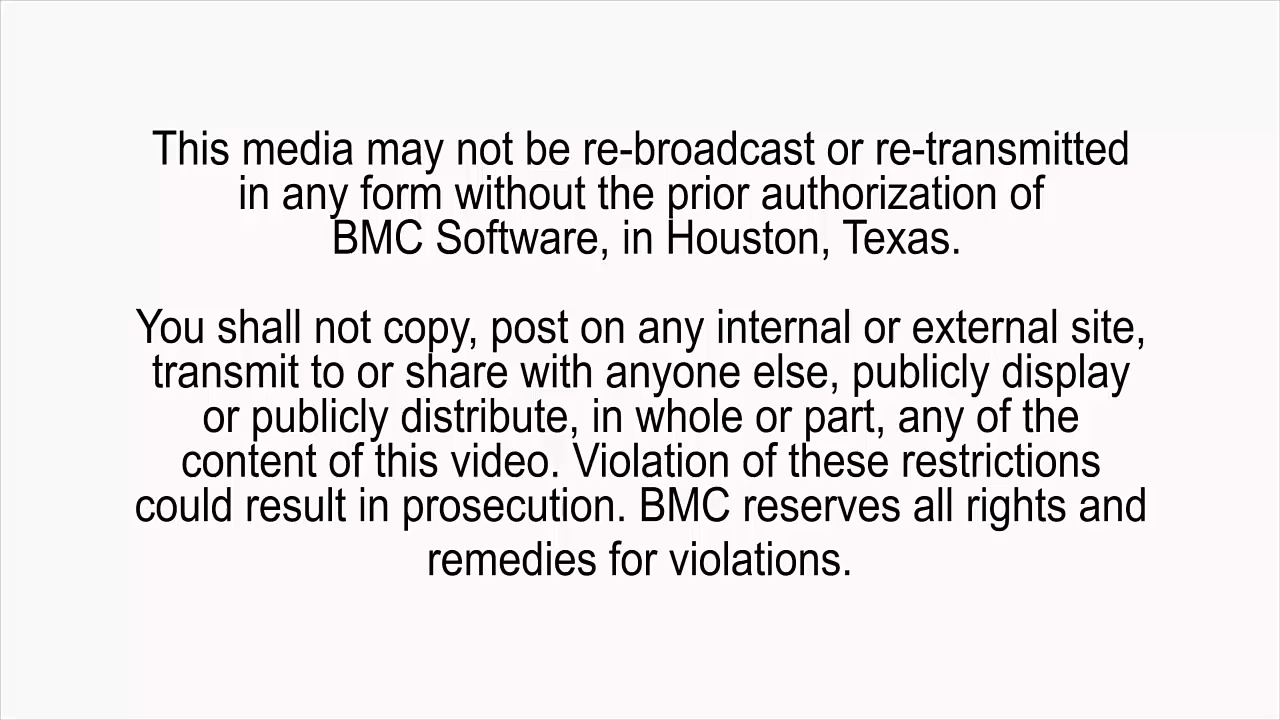 This media may not be re-broadcast or re-transmitted
in any form without the prior authorization of
BMC Software, in Houston, Texas.
You shall not copy, post on any internal or external site,
transmit to or share with anyone else, publicly display
or publicly distribute, in whole or part, any of the
content of this video. Violation of these restrictions
could result in prosecution. BMC reserves all rights and
remedies for violations.